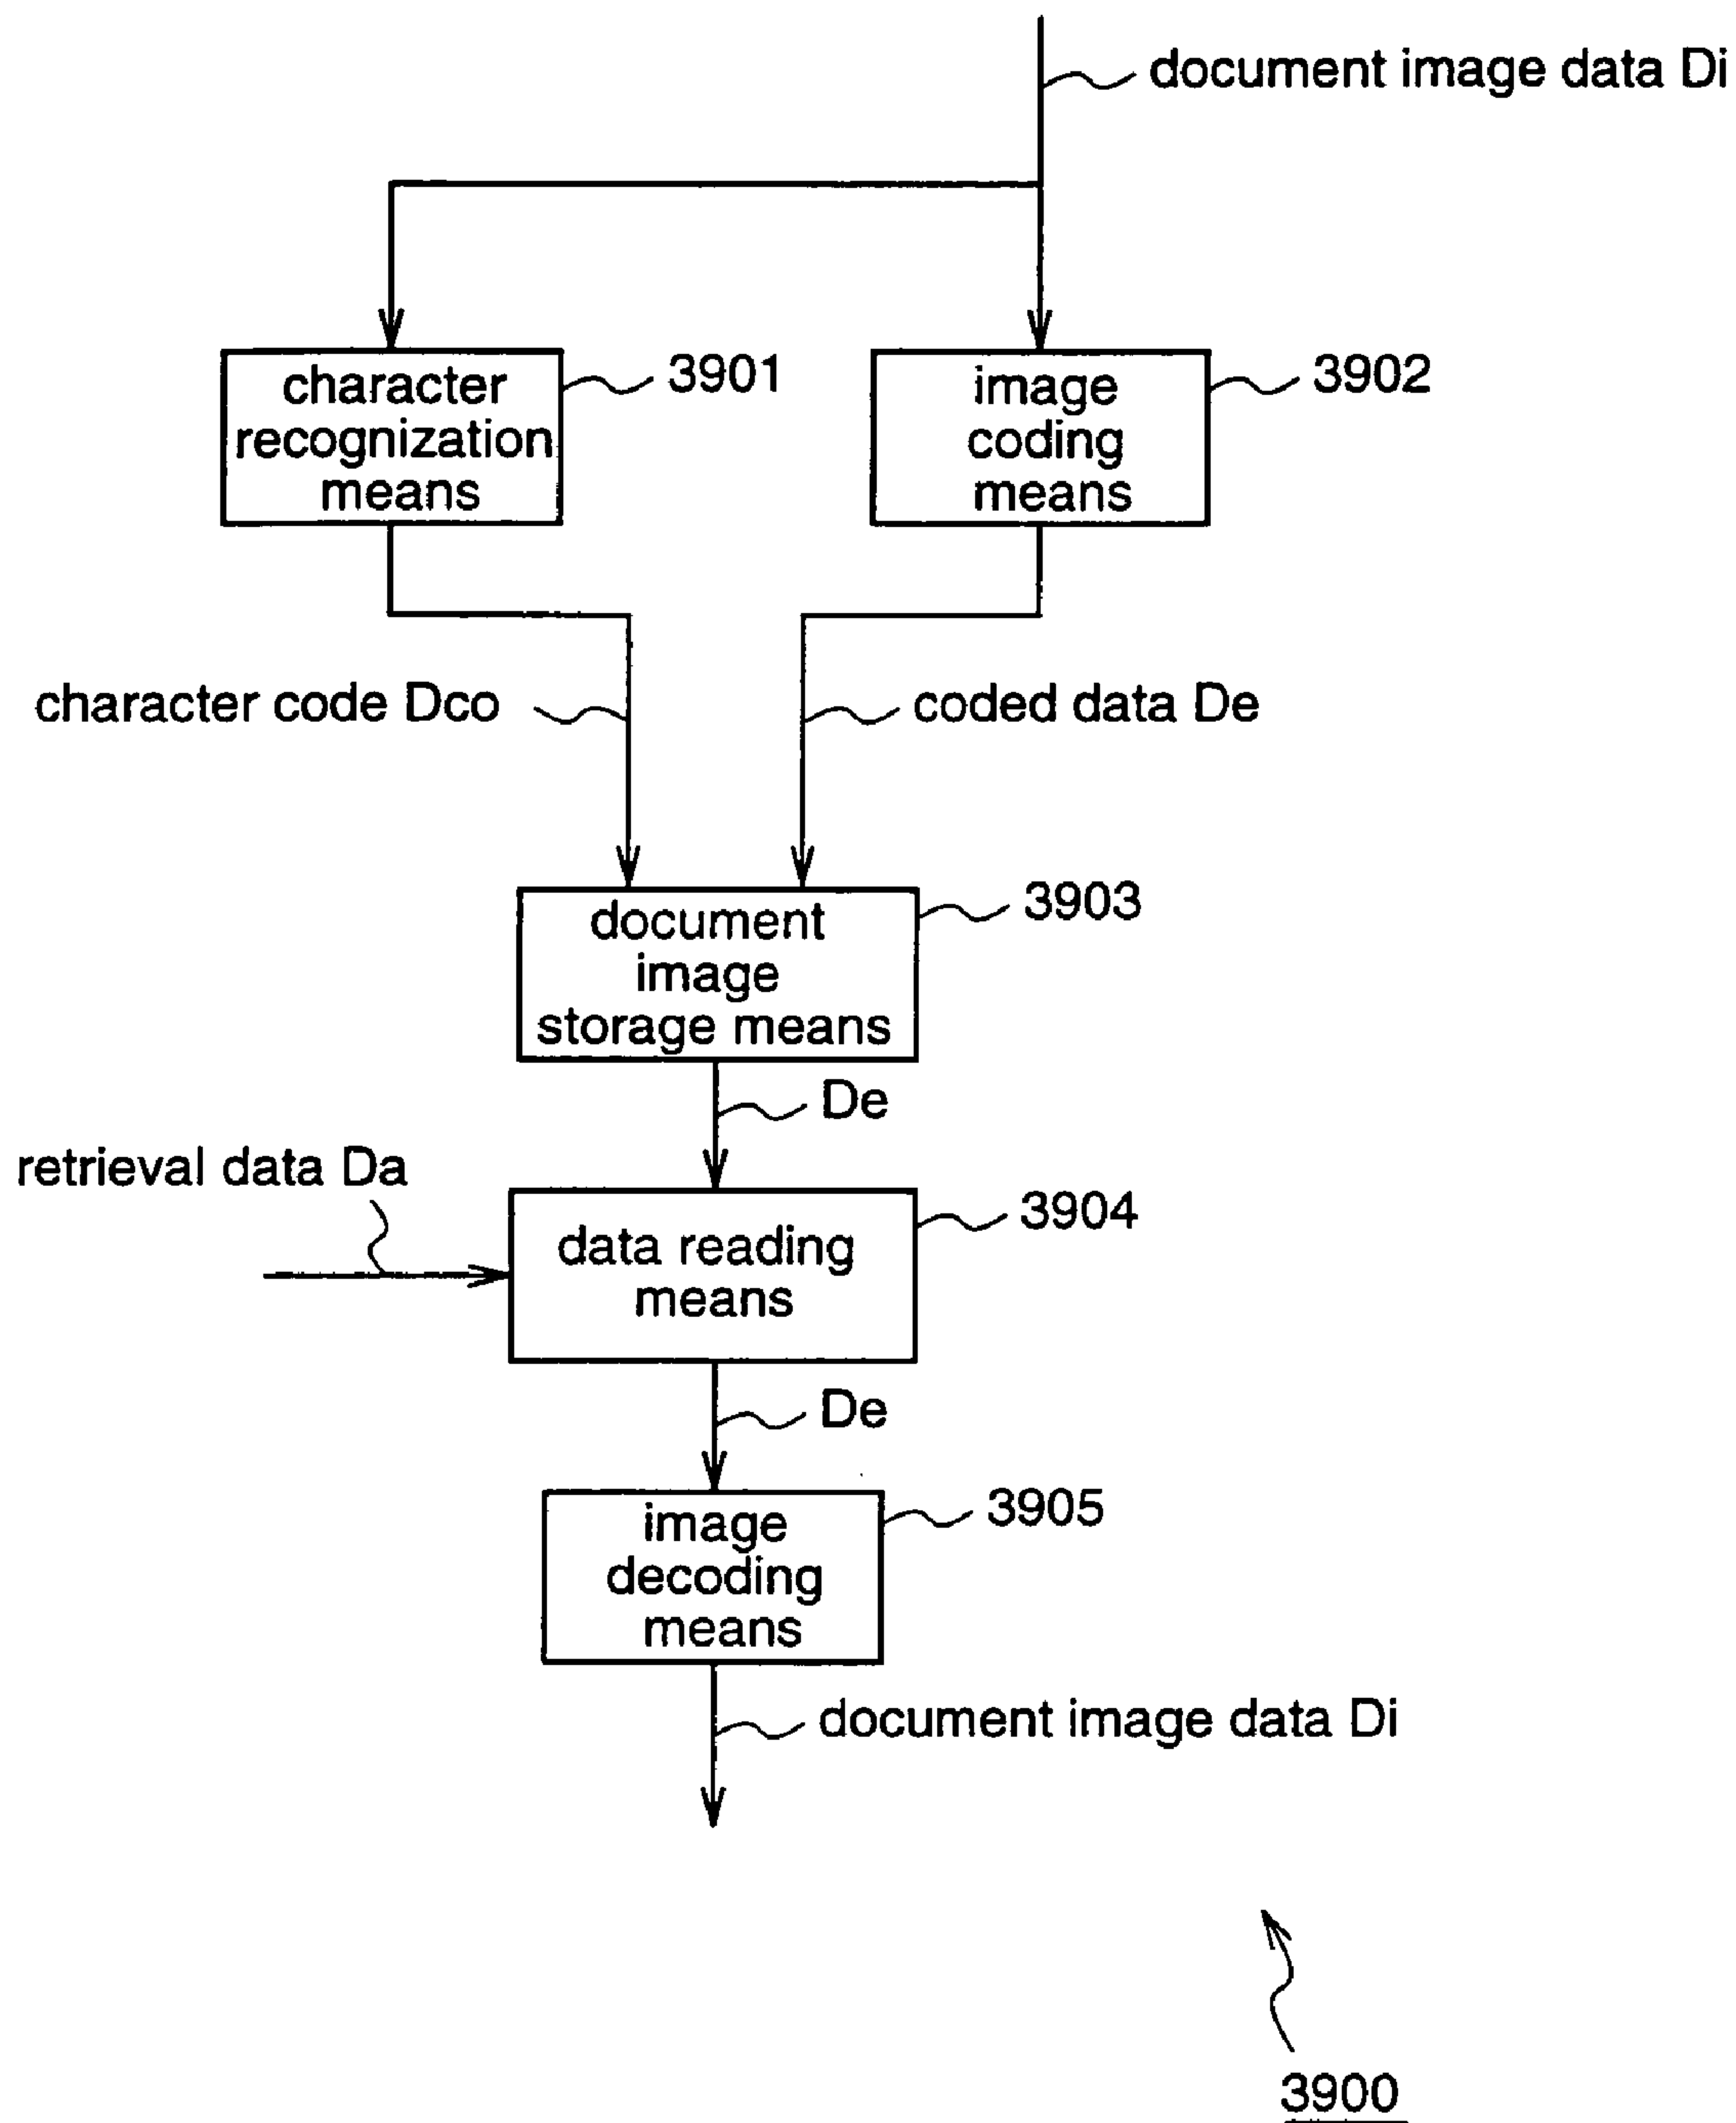 document image data Di
character
recognization
means
3901
image
coding
means
3902
character code Dco
coded data De
document
image
storage means
3903
De
retrieval data Da
data reading
means
3904
De
image
decoding
means
3905
document image data Di
3900